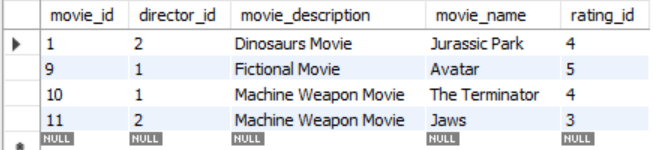 movie_id director_id movie_description movie_name rating_id
1 2 Dinosaurs Movie Jurassic Park 4
9 1 Fictional Movie Avatar 5
10 1 Machine Weapon Movie The Terminator 4
11 2 Machine Weapon Movie Jaws 3
NULL NULL NULL NULL NULL